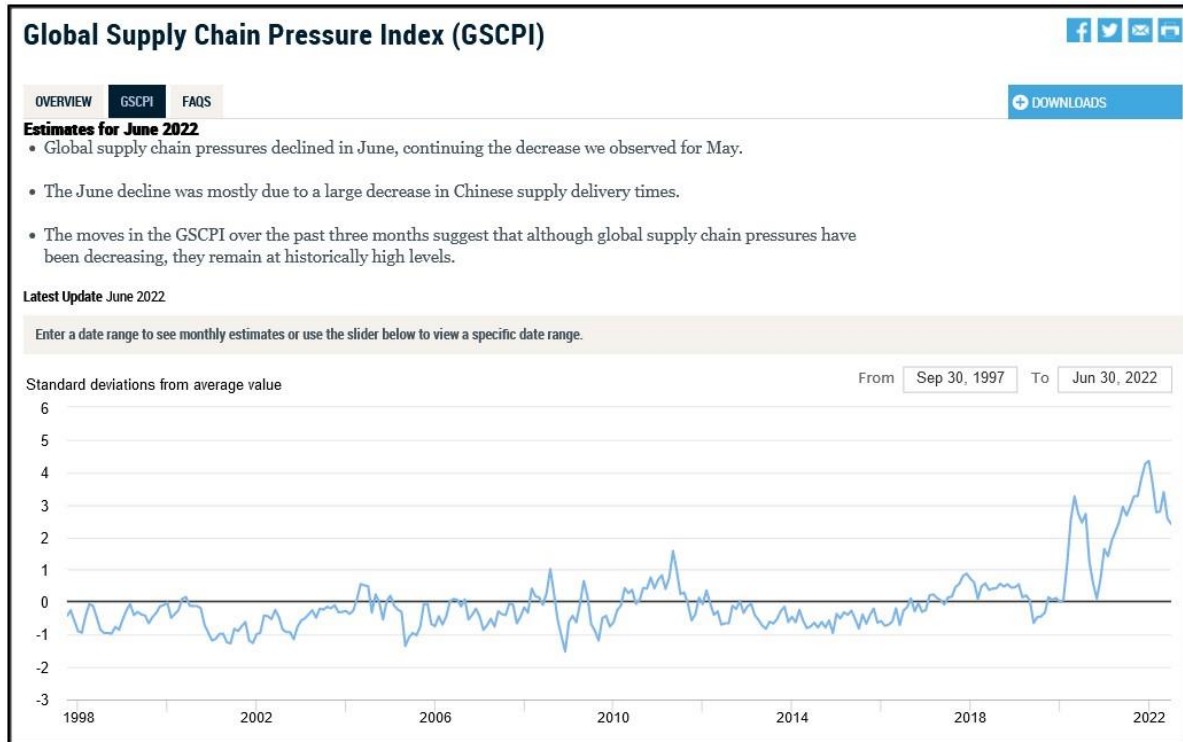 Global Supply Chain Pressure Index (GSCPI)
OVERVIEW GSCPI FAQS
DOWNLOADS
Estimates for June 2022
• Global supply chain pressures declined in June, continuing the decrease we observed for May.
• The June decline was mostly due to a large decrease in Chinese supply delivery times.
• The moves in the GSCPI over the past three months suggest that although global supply chain pressures have
been decreasing, they remain at historically high levels.
Latest Update June 2022
Enter a date range to see monthly estimates or use the slider below to view a specific date range.
Standard deviations from average value
From Sep 30, 1997 To Jun 30, 2022
6
5
4
3
2
1
0
-1
-2
-3
1998 2002 2006 2010 2014 2018 2022